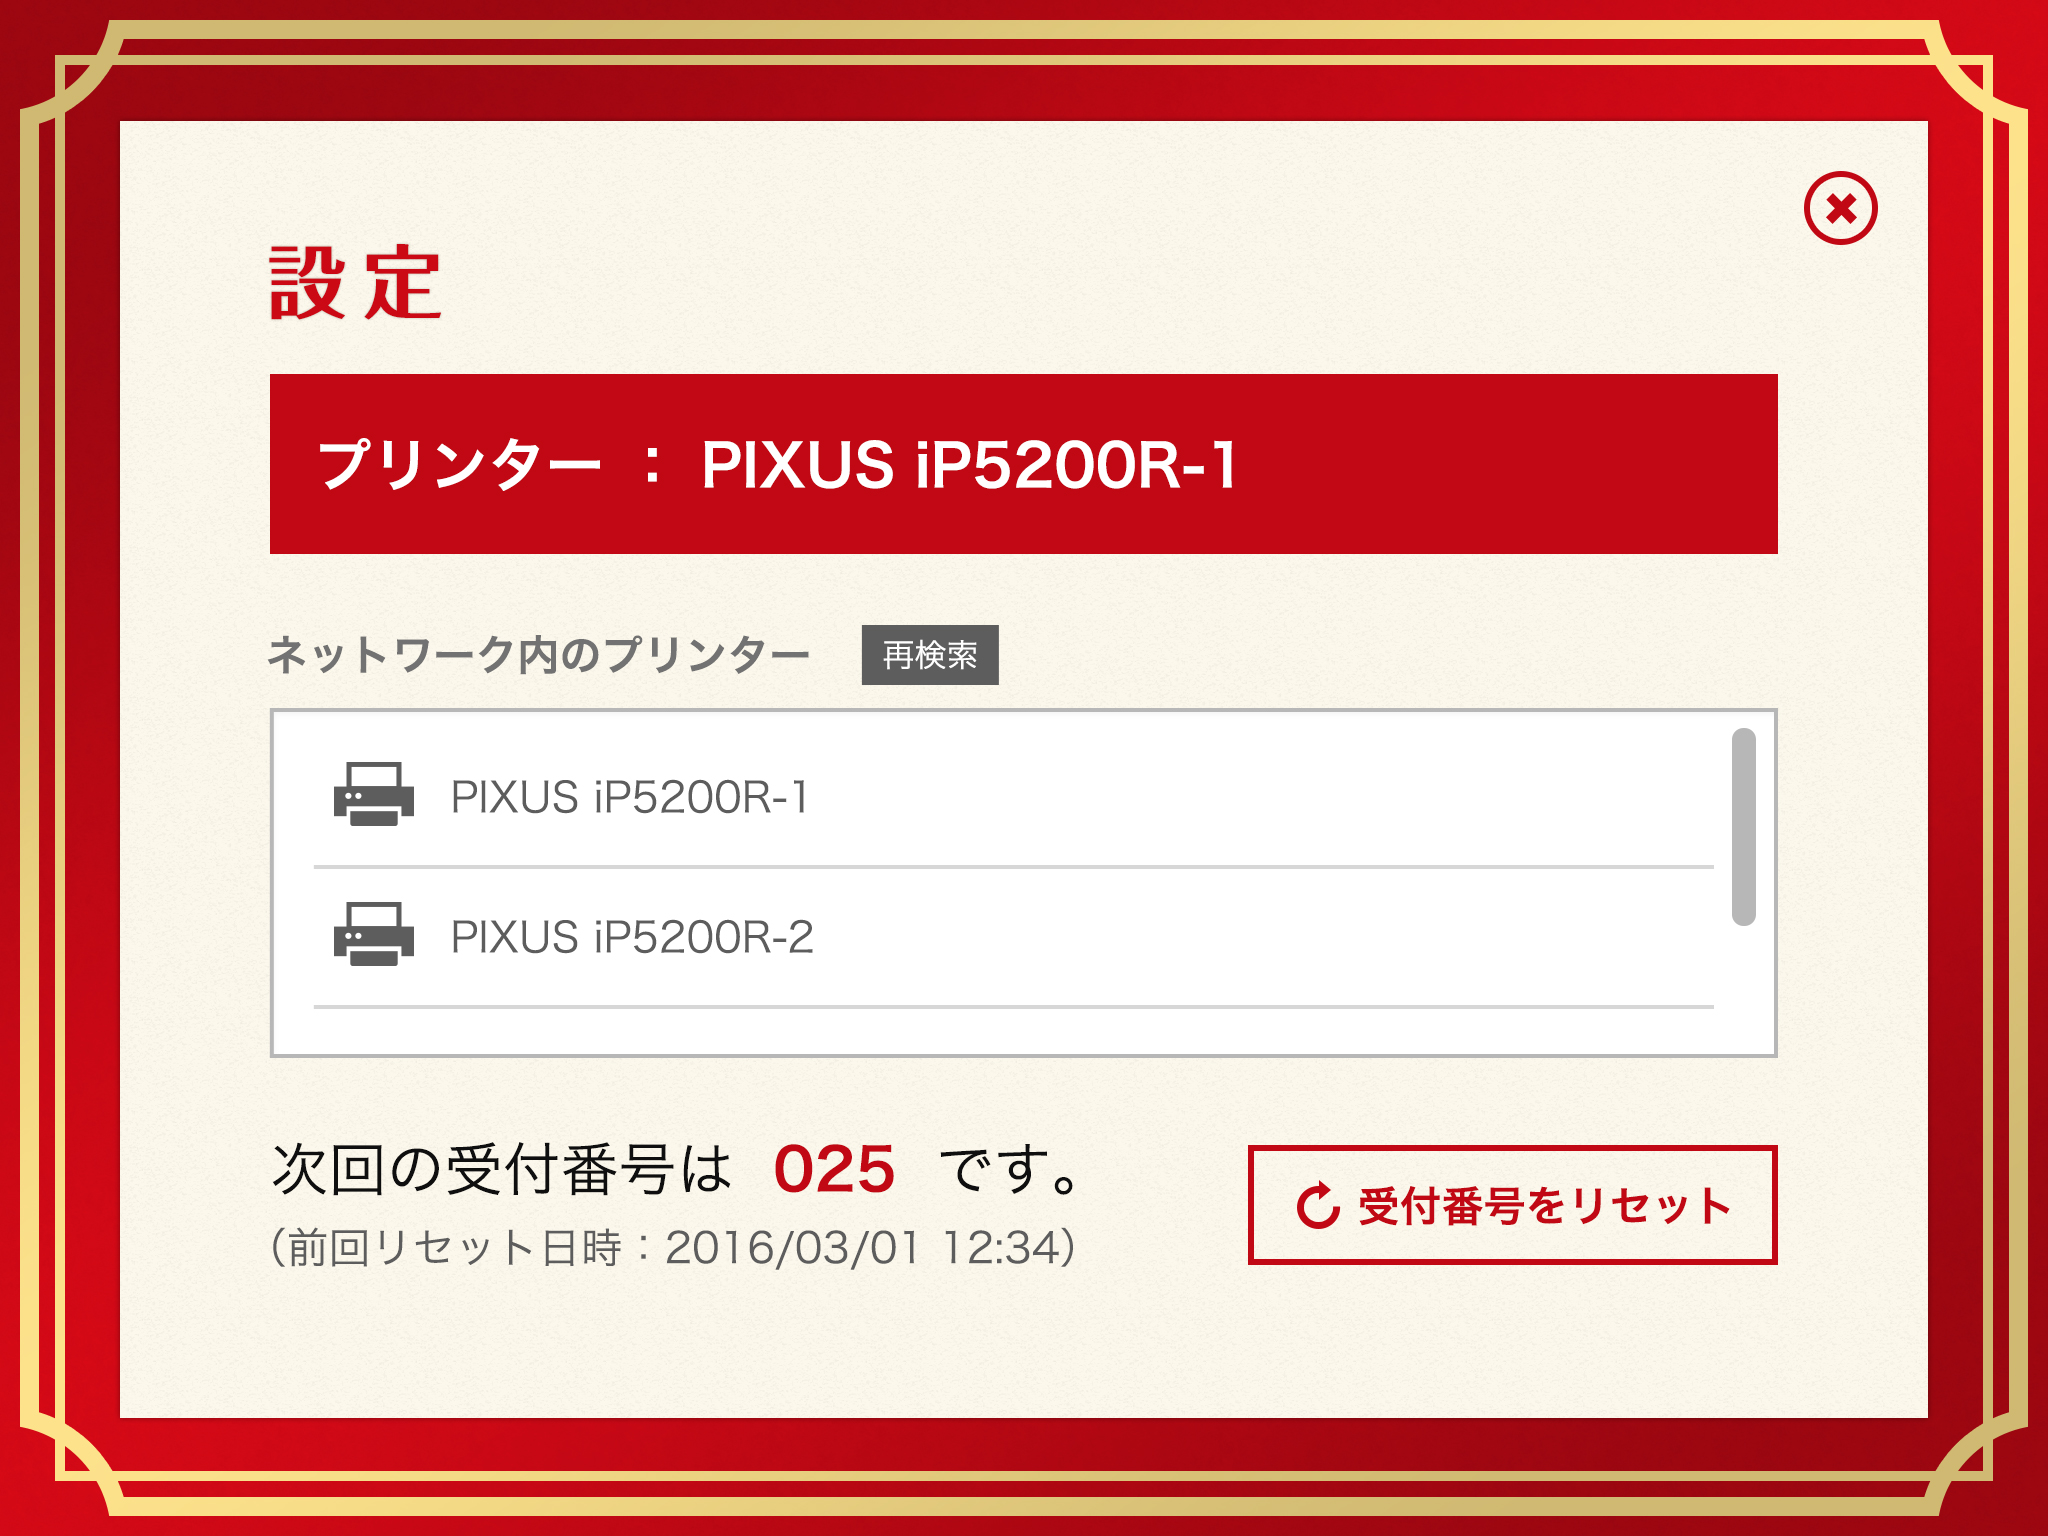 設定
プリンター ： PIXUS iP5200R-1
ネットワーク内のプリンター 再検索
PIXUS iP5200R-1
PIXUS iP5200R-2
次回の受付番号は 025 です。
（前回リセット日時：2016/03/01 12:34）
受付番号をリセット